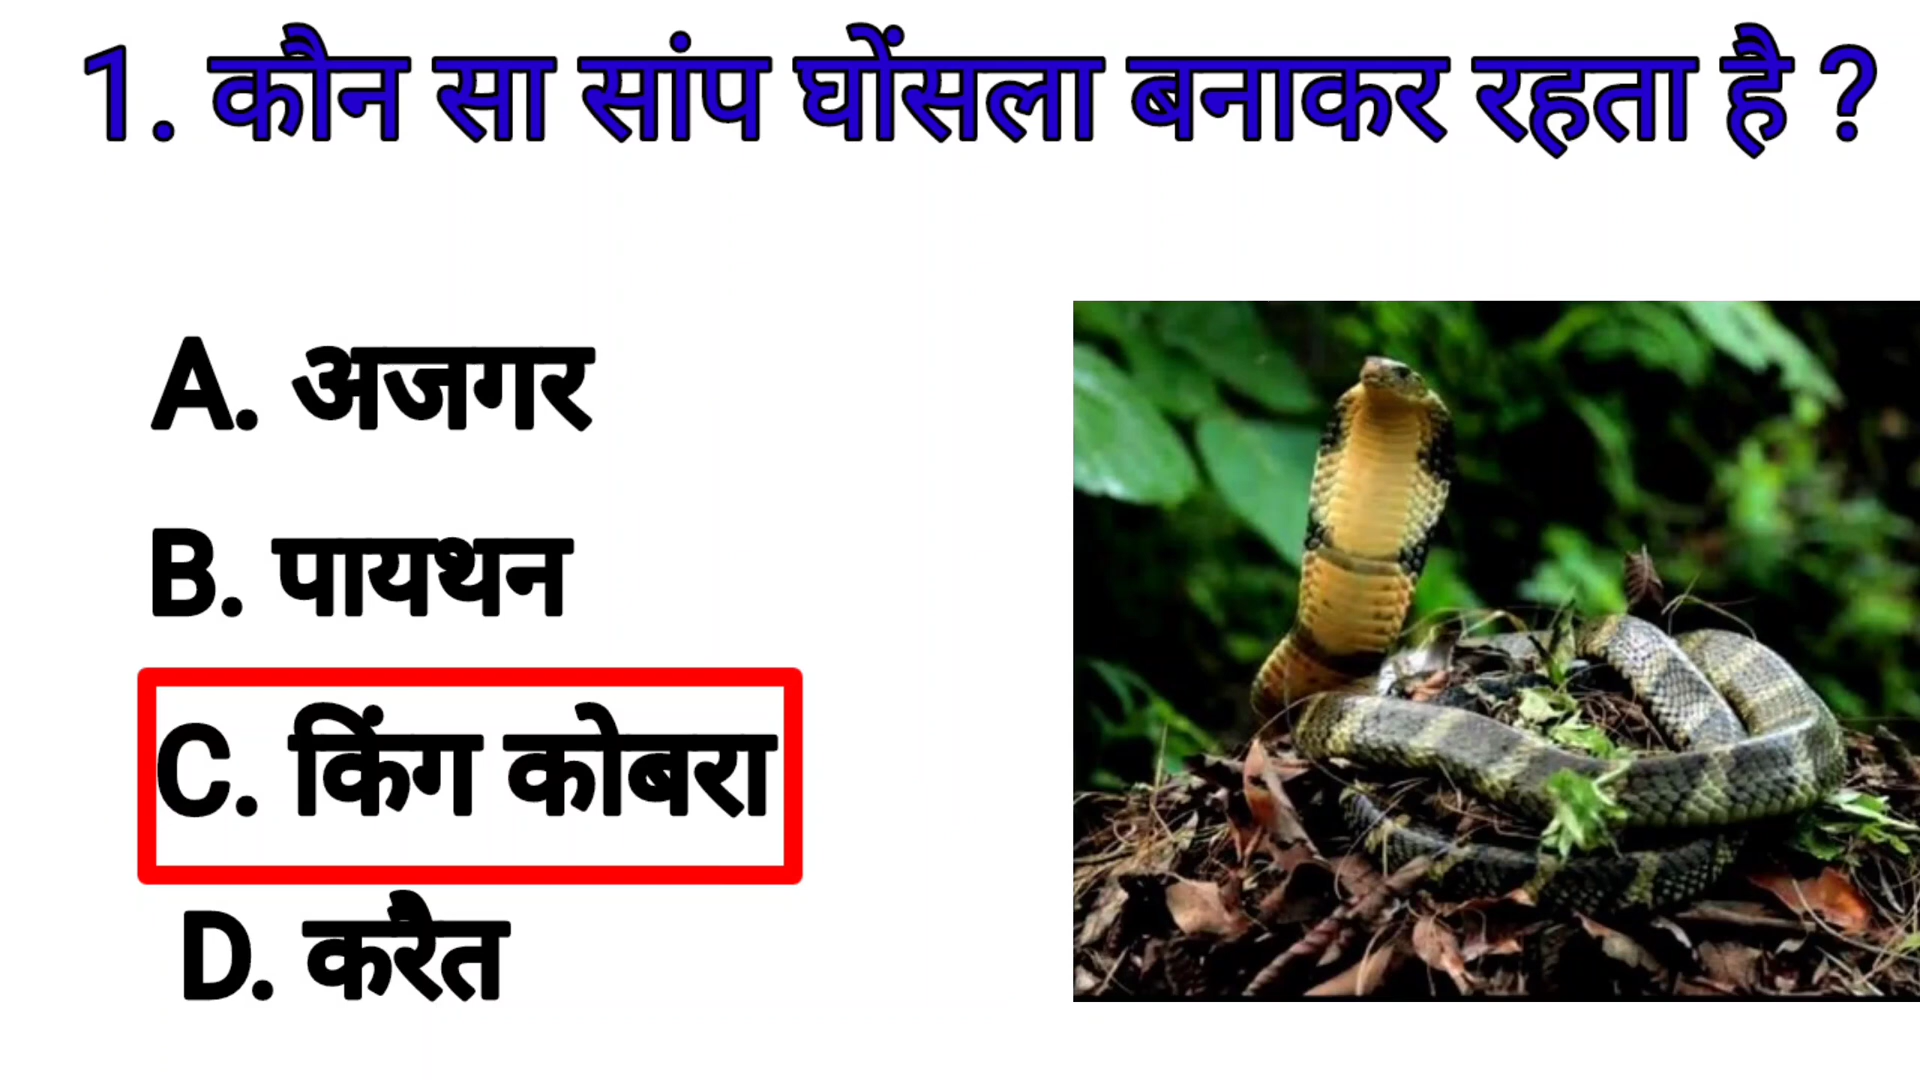 1. कौन सा सांप घोंसला बनाकर रहता है ?
A. अजगर
B. पायथन
C. किंग कोबरा
D. करैत